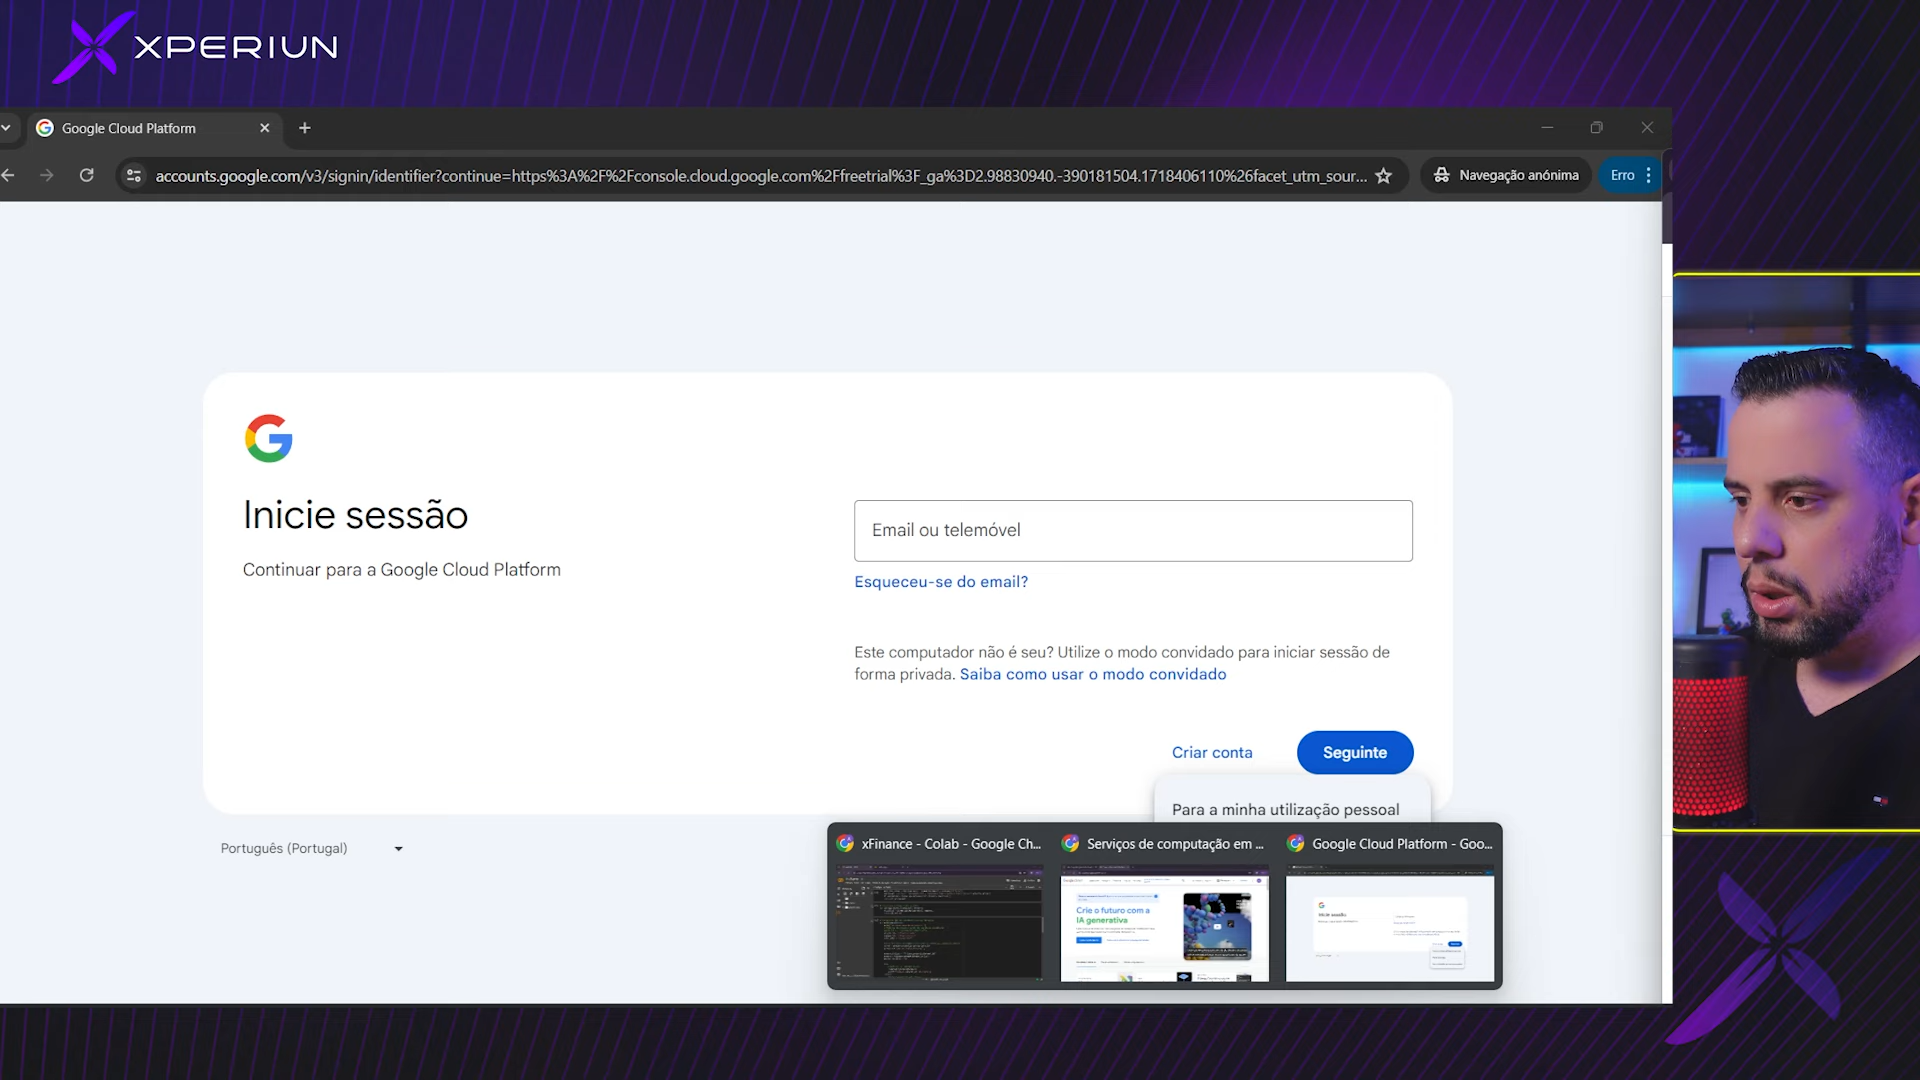 XPERIUN
Google Cloud Platform
accounts.google.com/v3/signin/identifier?continue=https%3A%2F%2Fconsole.cloud.google.com%2Ffreetrial%3F_ga%3D2.98830940.-390181504.1718406110%26facet_utm_sour...
Navegação anónima
Erro
Inicie sessão
Continuar para a Google Cloud Platform
Email ou telemóvel
Esqueceu-se do email?
Este computador não é seu? Utilize o modo convidado para iniciar sessão de
forma privada. Saiba como usar o modo convidado
Criar conta
Seguinte
Para a minha utilização pessoal
Português (Portugal)
xFinance - Colab - Google Ch...
Serviços de computação em ...
Google Cloud Platform - Goo...
Crie o futuro com a
IA generativa
Inicie sessão